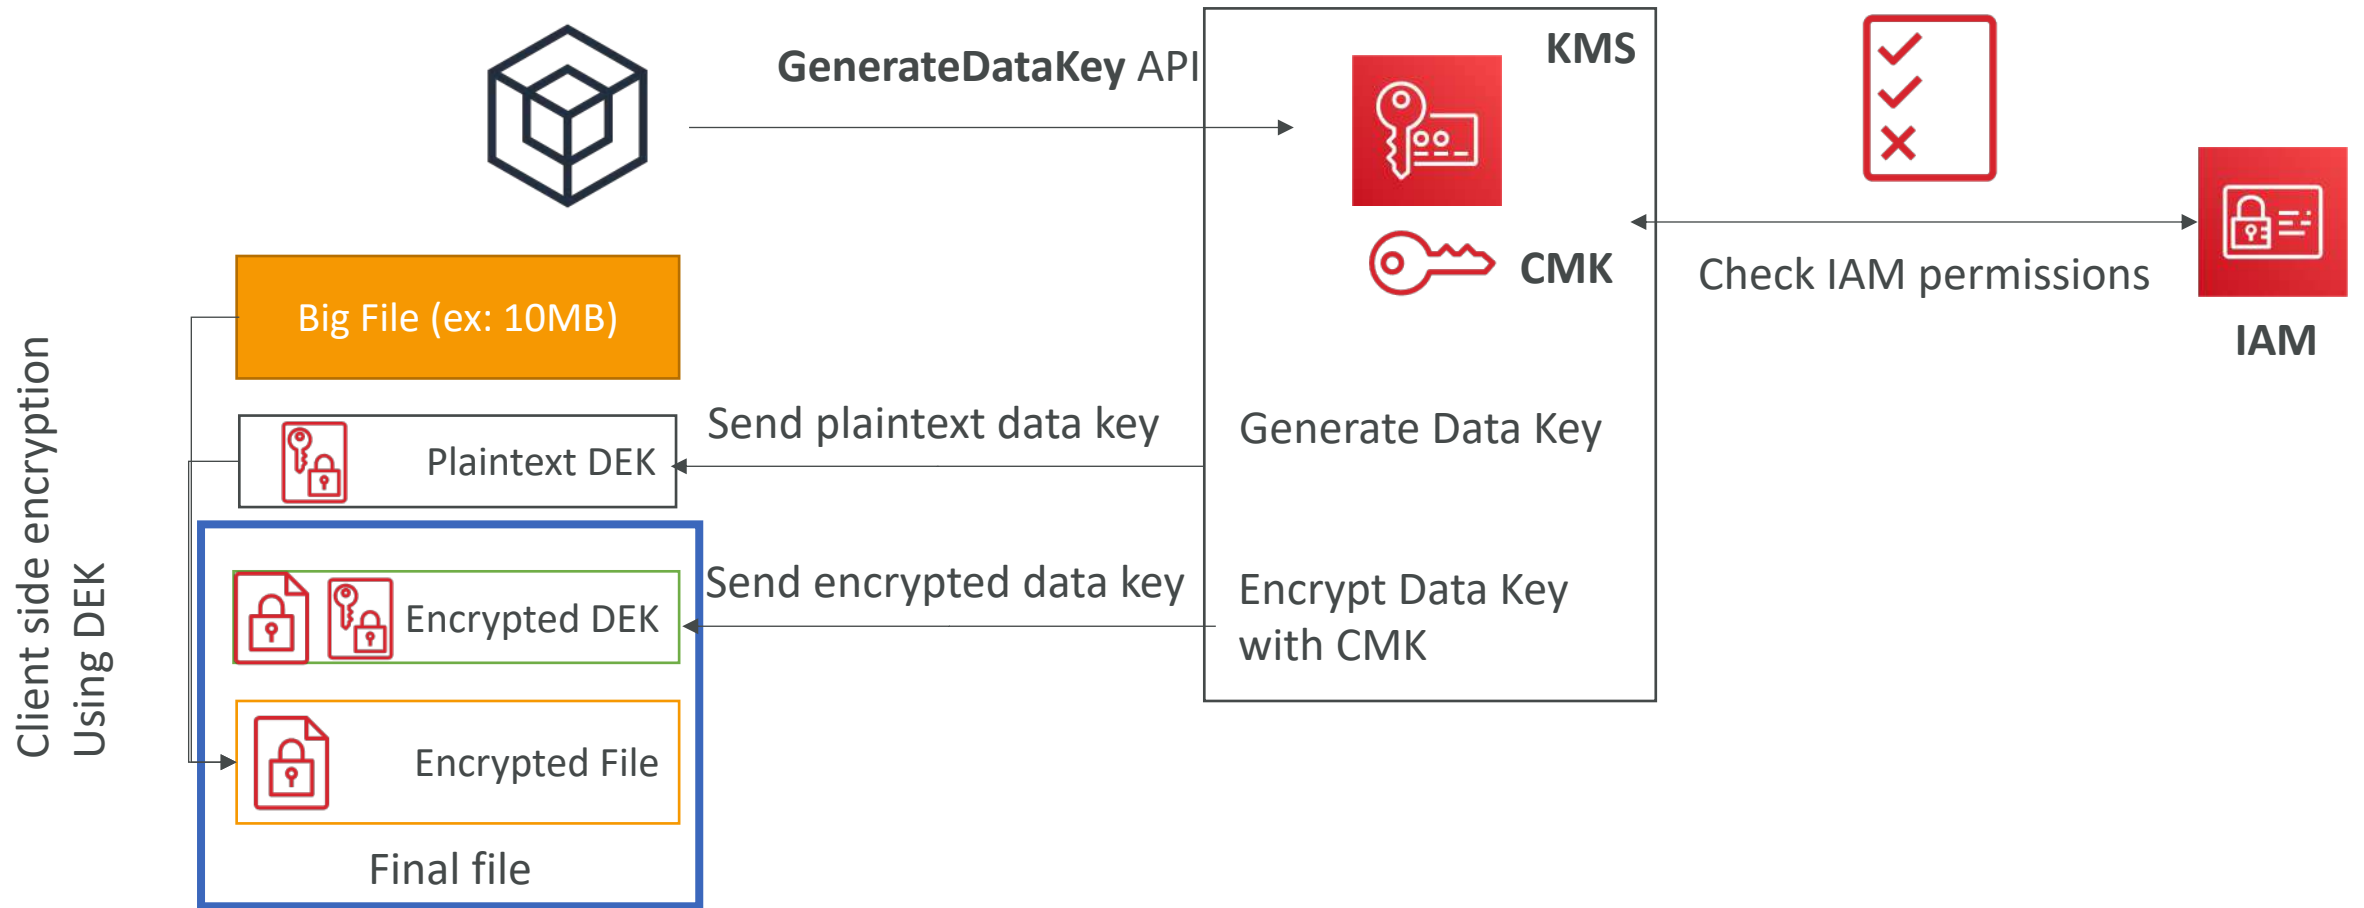 GenerateDataKey API
KMS
CMK
Check IAM permissions
IAM
Big File (ex: 10MB)
Client side encryption
Using DEK
Plaintext DEK
Send plaintext data key
Generate Data Key
Encrypted DEK
Send encrypted data key
Encrypt Data Key
with CMK
Encrypted File
Final file